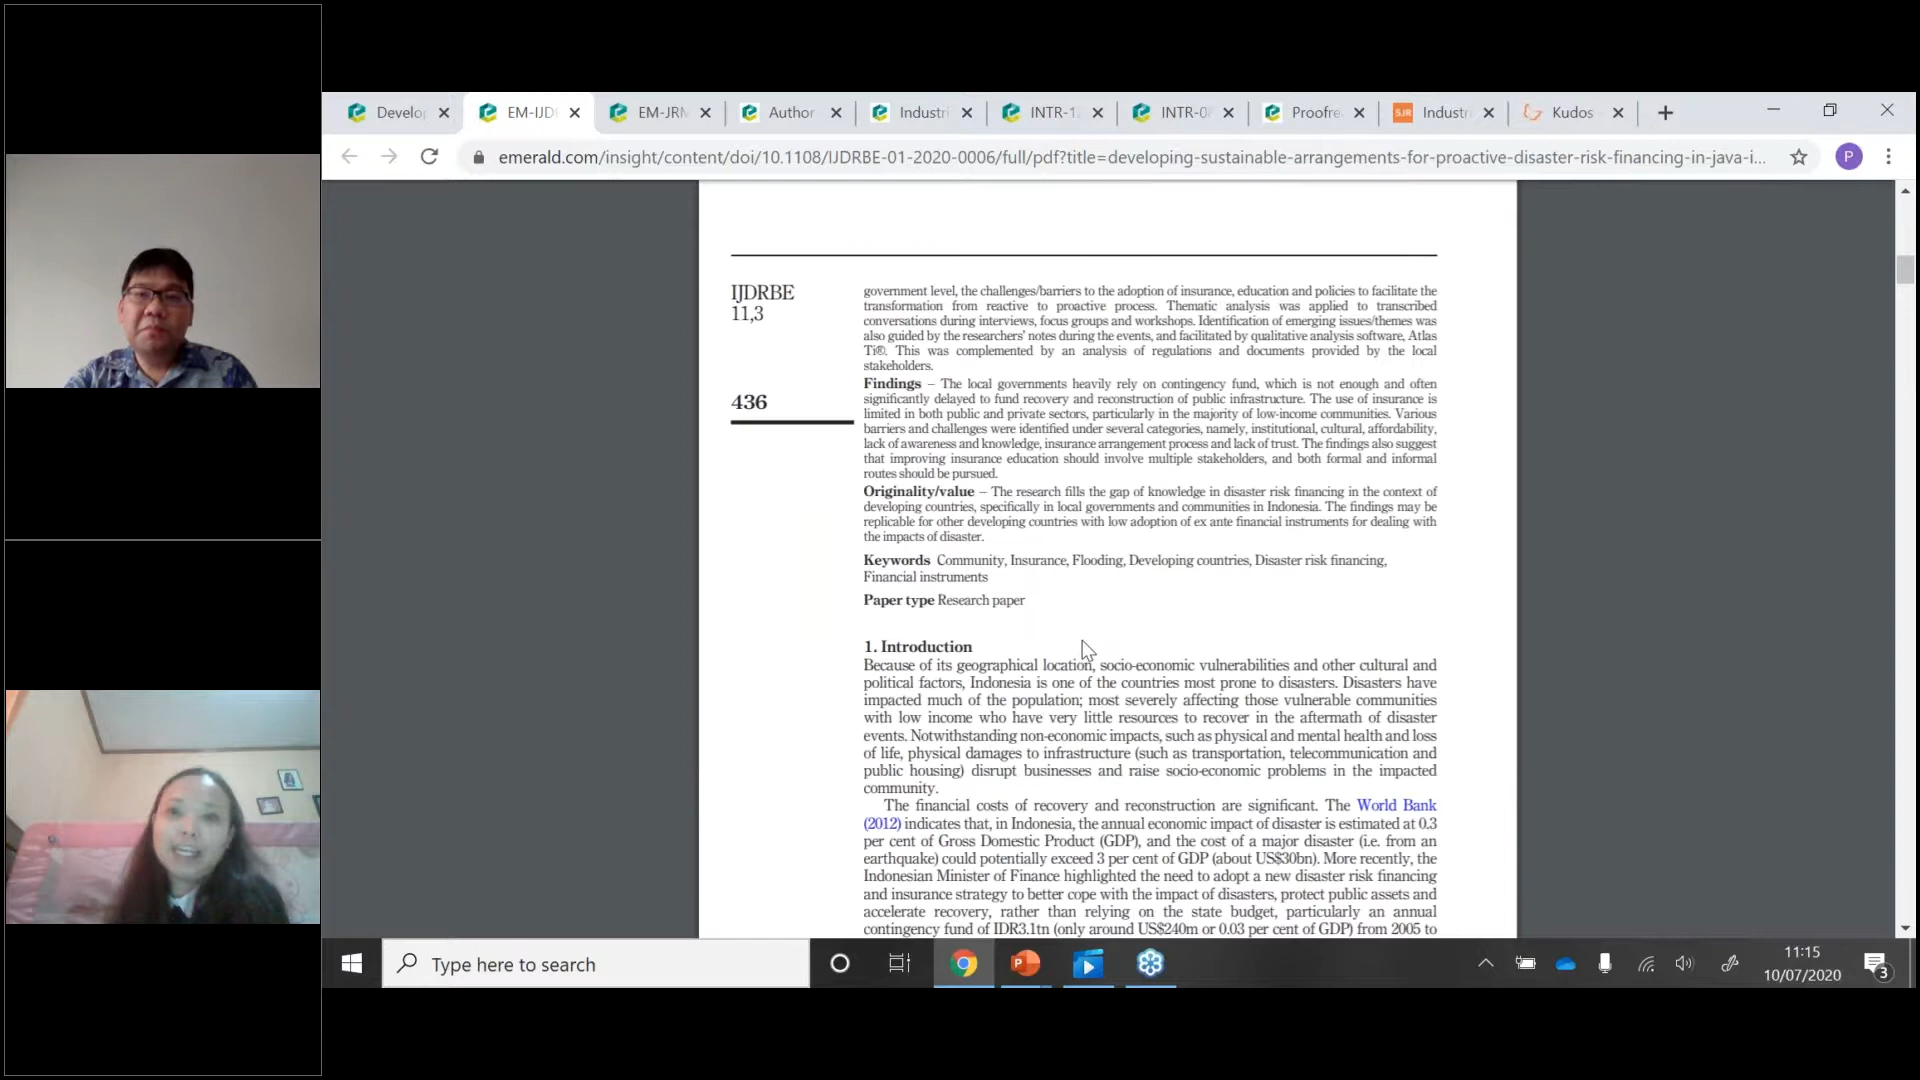 Develo
EM-IJD
EM-JRM
Author
Industri
INTR-1
INTR-0
Proofre
SJR
Industr
Kudos
emerald.com/insight/content/doi/10.1108/IJDRBE-01-2020-0006/full/pdf?title=developing-sustainable-arrangements-for-proactive-disaster-risk-financing-in-java-i...
P
IJDRBE
11,3
436
government level, the challenges/barriers to the adoption of insurance, education and policies to facilitate the
transformation from reactive to proactive process. Thematic analysis was applied to transcribed
conversations during interviews, focus groups and workshops. Identification of emerging issues/themes was
also guided by the researchers' notes during the events, and facilitated by qualitative analysis software, Atlas
Ti®. This was complemented by an analysis of regulations and documents provided by the local
stakeholders.
Findings – The local governments heavily rely on contingency fund, which is not enough and often
significantly delayed to fund recovery and reconstruction of public infrastructure. The use of insurance is
limited in both public and private sectors, particularly in the majority of low-income communities. Various
barriers and challenges were identified under several categories, namely, institutional, cultural, affordability,
lack of awareness and knowledge, insurance arrangement process and lack of trust. The findings also suggest
that improving insurance education should involve multiple stakeholders, and both formal and informal
routes should be pursued.
Originality/value – The research fills the gap of knowledge in disaster risk financing in the context of
developing countries, specifically in local governments and communities in Indonesia. The findings may be
replicable for other developing countries with low adoption of ex ante financial instruments for dealing with
the impacts of disaster.
Keywords Community, Insurance, Flooding, Developing countries, Disaster risk financing,
Financial instruments
Paper type Research paper
1. Introduction
Because of its geographical location, socio-economic vulnerabilities and other cultural and
political factors, Indonesia is one of the countries most prone to disasters. Disasters have
impacted much of the population; most severely affecting those vulnerable communities
with low income who have very little resources to recover in the aftermath of disaster
events. Notwithstanding non-economic impacts, such as physical and mental health and loss
of life, physical damages to infrastructure (such as transportation, telecommunication and
public housing) disrupt businesses and raise socio-economic problems in the impacted
community.
The financial costs of recovery and reconstruction are significant. The World Bank
(2012) indicates that, in Indonesia, the annual economic impact of disaster is estimated at 0.3
per cent of Gross Domestic Product (GDP), and the cost of a major disaster (i.e. from an
earthquake) could potentially exceed 3 per cent of GDP (about US$30bn). More recently, the
Indonesian Minister of Finance highlighted the need to adopt a new disaster risk financing
and insurance strategy to better cope with the impact of disasters, protect public assets and
accelerate recovery, rather than relying on the state budget, particularly an annual
contingency fund of IDR3.1tn (only around US$240m or 0.03 per cent of GDP) from 2005 to
Type here to search
11:15
10/07/2020
3